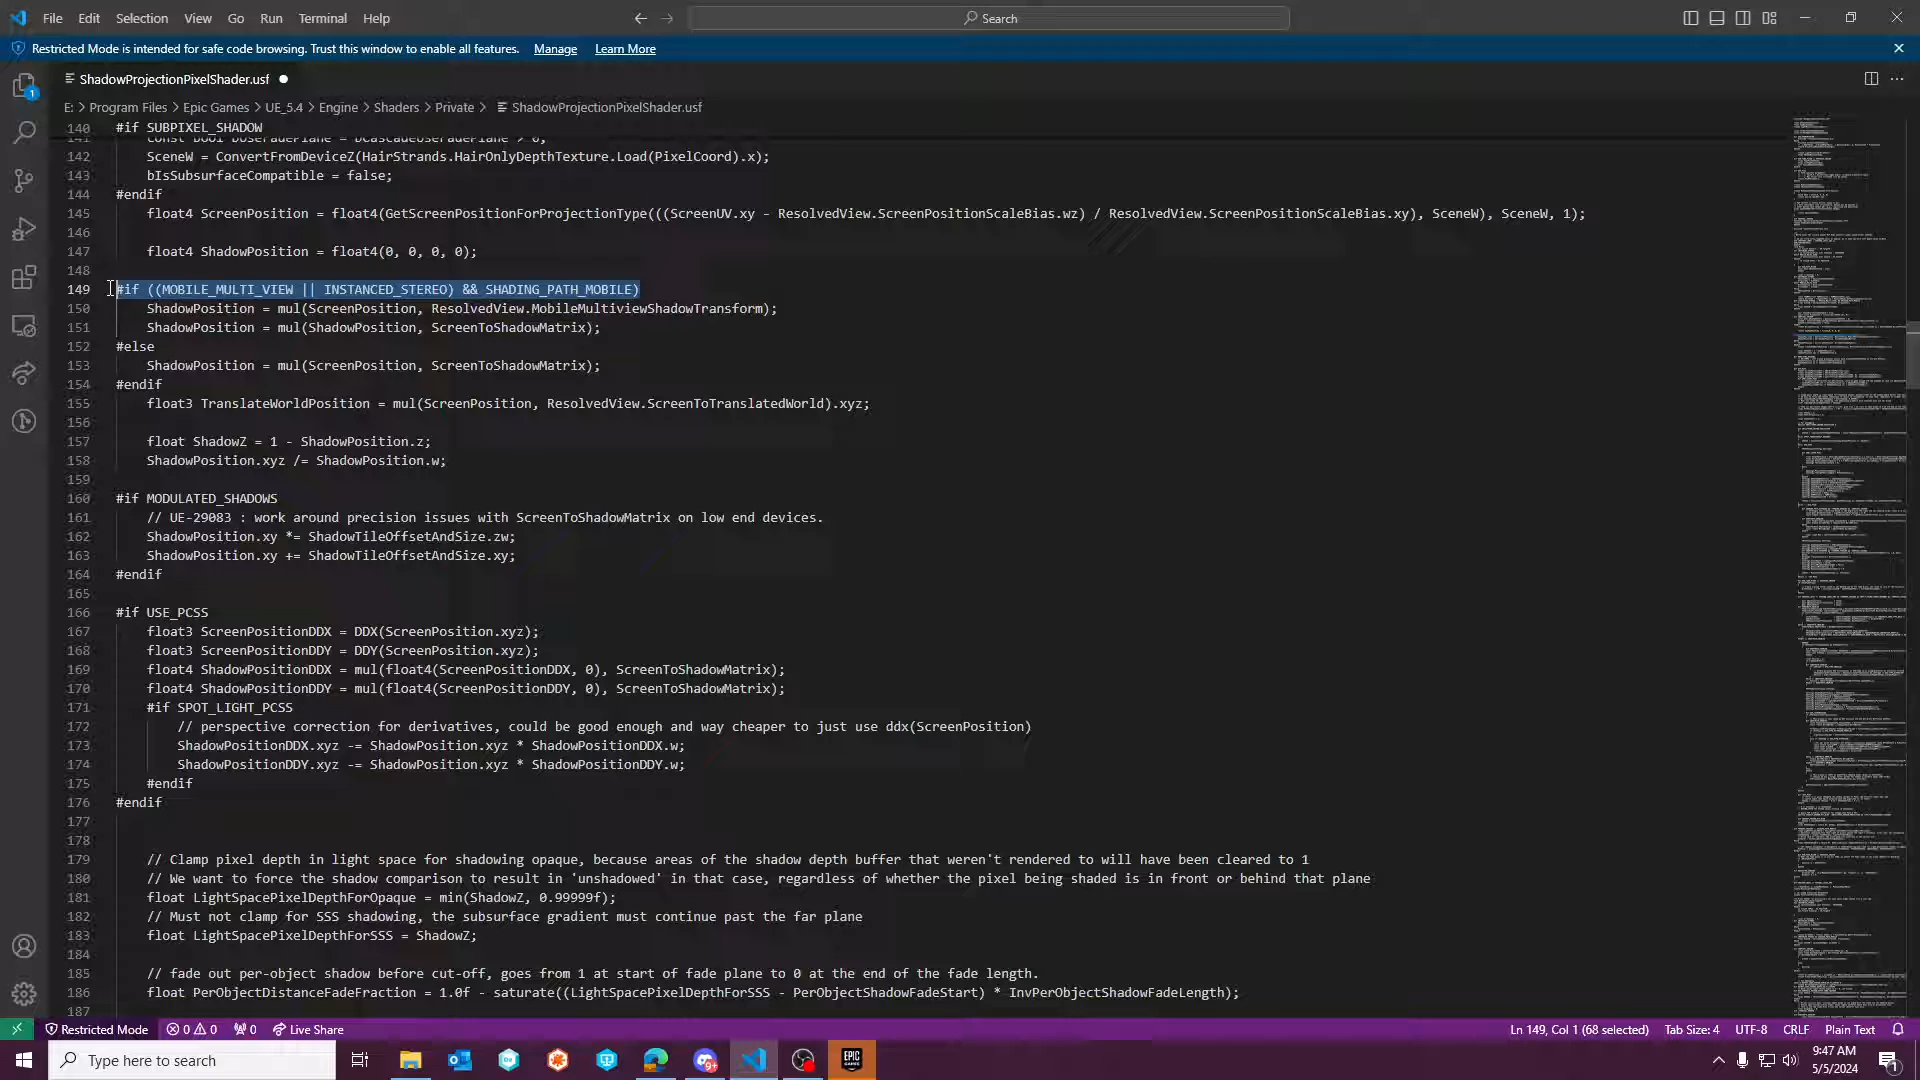 File Edit Selection View Go Run Terminal Help
Search
Restricted Mode is intended for safe code browsing. Trust this window to enable all features. Manage Learn More
1
ShadowProjectionPixelShader.usf
E: > Program Files > Epic Games > UE_5.4 > Engine > Shaders > Private > ShadowProjectionPixelShader.usf
140 #if SUBPIXEL_SHADOW
141 const bool bUseFadePlane = bCascadeUseFadePlane > 0;
142 SceneW = ConvertFromDeviceZ(HairStrands.HairOnlyDepthTexture.Load(PixelCoord).x);
143 bIsSubsurfaceCompatible = false;
144 #endif
145 float4 ScreenPosition = float4(GetScreenPositionForProjectionType(((ScreenUV.xy - ResolvedView.ScreenPositionScaleBias.wz) / ResolvedView.ScreenPositionScaleBias.xy), SceneW), SceneW, 1);
146
147 float4 ShadowPosition = float4(0, 0, 0, 0);
148
149 #if ((MOBILE_MULTI_VIEW || INSTANCED_STEREO) && SHADING_PATH_MOBILE)
150 ShadowPosition = mul(ScreenPosition, ResolvedView.MobileMultiviewShadowTransform);
151 ShadowPosition = mul(ShadowPosition, ScreenToShadowMatrix);
152 #else
153 ShadowPosition = mul(ScreenPosition, ScreenToShadowMatrix);
154 #endif
155 float3 TranslateWorldPosition = mul(ScreenPosition, ResolvedView.ScreenToTranslatedWorld).xyz;
156
157 float ShadowZ = 1 - ShadowPosition.z;
158 ShadowPosition.xyz /= ShadowPosition.w;
159
160 #if MODULATED_SHADOWS
161 // UE-29083 : work around precision issues with ScreenToShadowMatrix on low end devices.
162 ShadowPosition.xy *= ShadowTileOffsetAndSize.zw;
163 ShadowPosition.xy += ShadowTileOffsetAndSize.xy;
164 #endif
165
166 #if USE_PCSS
167 float3 ScreenPositionDDX = DDX(ScreenPosition.xyz);
168 float3 ScreenPositionDDY = DDY(ScreenPosition.xyz);
169 float4 ShadowPositionDDX = mul(float4(ScreenPositionDDX, 0), ScreenToShadowMatrix);
170 float4 ShadowPositionDDY = mul(float4(ScreenPositionDDY, 0), ScreenToShadowMatrix);
171 #if SPOT_LIGHT_PCSS
172 // perspective correction for derivatives, could be good enough and way cheaper to just use ddx(ScreenPosition)
173 ShadowPositionDDX.xyz -= ShadowPosition.xyz * ShadowPositionDDX.w;
174 ShadowPositionDDY.xyz -= ShadowPosition.xyz * ShadowPositionDDY.w;
175 #endif
176 #endif
177
178
179 // Clamp pixel depth in light space for shadowing opaque, because areas of the shadow depth buffer that weren't rendered to will have been cleared to 1
180 // We want to force the shadow comparison to result in 'unshadowed' in that case, regardless of whether the pixel being shaded is in front or behind that plane
181 float LightSpacePixelDepthForOpaque = min(ShadowZ, 0.99999f);
182 // Must not clamp for SSS shadowing, the subsurface gradient must continue past the far plane
183 float LightSpacePixelDepthForSSS = ShadowZ;
184
185 // fade out per-object shadow before cut-off, goes from 1 at start of fade plane to 0 at the end of the fade length.
186 float PerObjectDistanceFadeFraction = 1.0f - saturate((LightSpacePixelDepthForSSS - PerObjectShadowFadeStart) * InvPerObjectShadowFadeLength);
187
Restricted Mode 0 0 0 Live Share Ln 149, Col 1 (68 selected) Tab Size: 4 UTF-8 CRLF Plain Text
Type here to search
9+
EPIC
9:47 AM
5/5/2024
1